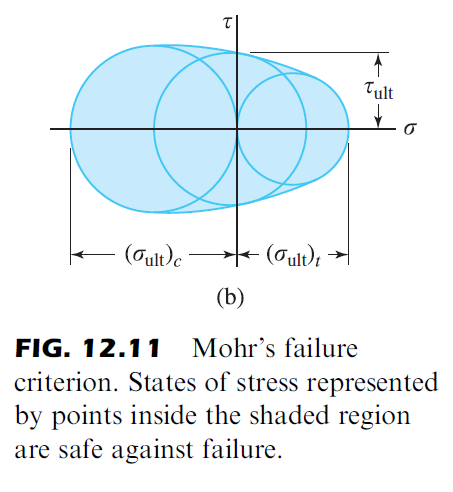 τ
τult
σ
(σult)c
(σult)t
(b)
FIG. 12.11 Mohr’s failure
criterion. States of stress represented
by points inside the shaded region
are safe against failure.